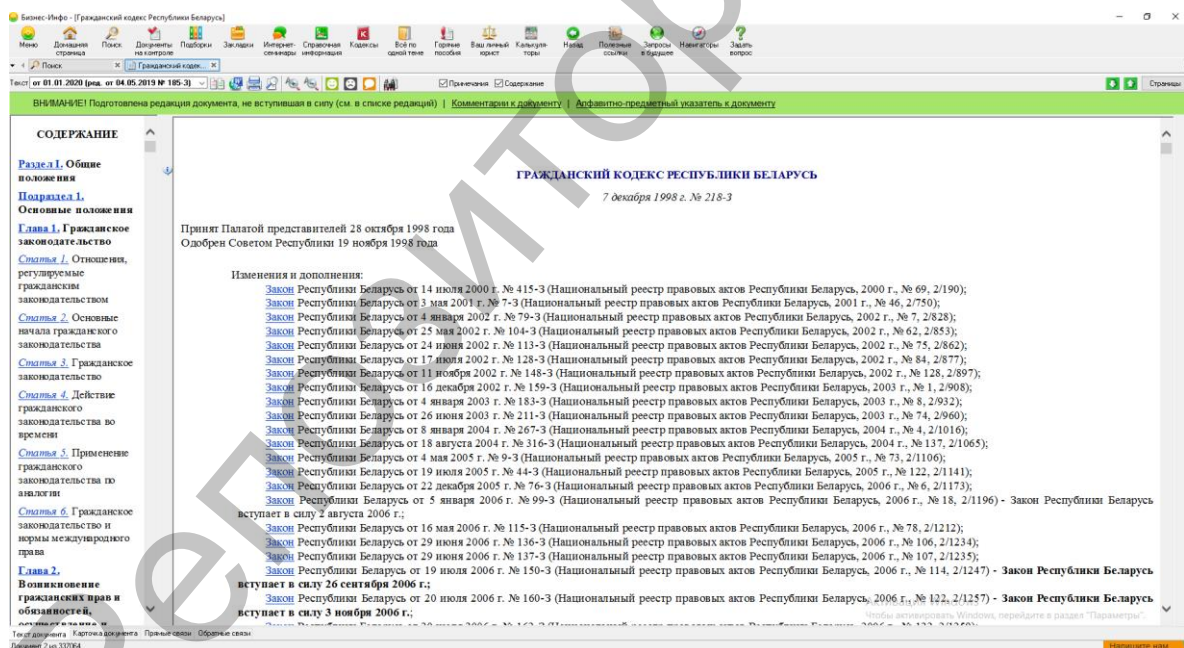 Бизнес-Инфо - [Гражданский кодекс Республики Беларусь]
Меню Домашняя страница Поиск Документы на контроле Подборки Закладки Интернет-семинары Справочная информация Кодексы Всё по одной теме Горячие пособия Ваш личный юрист Калькуляторы Назад Полезные ссылки Запросы в будущее Навигаторы Задать вопрос
Поиск Гражданский кодек...
Текст от 01.01.2020 (ред. от 04.05.2019 № 185-З) Примечания Содержание Страницы
ВНИМАНИЕ! Подготовлена редакция документа, не вступившая в силу (см. в списке редакций) | Комментарии к документу | Алфавитно-предметный указатель к документу
СОДЕРЖАНИЕ
Раздел I. Общие
положения
Подраздел 1.
Основные положения
Глава 1. Гражданское
законодательство
Статья 1. Отношения,
регулируемые
гражданским
законодательством
Статья 2. Основные
начала гражданского
законодательства
Статья 3. Гражданское
законодательство
Статья 4. Действие
гражданского
законодательства во
времени
Статья 5. Применение
гражданского
законодательства по
аналогии
Статья 6. Гражданское
законодательство и
нормы международного
права
Глава 2.
Возникновение
гражданских прав и
обязанностей,
осуществление и
ГРАЖДАНСКИЙ КОДЕКС РЕСПУБЛИКИ БЕЛАРУСЬ
7 декабря 1998 г. № 218-З
Принят Палатой представителей 28 октября 1998 года
Одобрен Советом Республики 19 ноября 1998 года
Изменения и дополнения:
Закон Республики Беларусь от 14 июля 2000 г. № 415-З (Национальный реестр правовых актов Республики Беларусь, 2000 г., № 69, 2/190);
Закон Республики Беларусь от 3 мая 2001 г. № 7-З (Национальный реестр правовых актов Республики Беларусь, 2001 г., № 46, 2/750);
Закон Республики Беларусь от 4 января 2002 г. № 79-З (Национальный реестр правовых актов Республики Беларусь, 2002 г., № 7, 2/828);
Закон Республики Беларусь от 25 мая 2002 г. № 104-З (Национальный реестр правовых актов Республики Беларусь, 2002 г., № 62, 2/853);
Закон Республики Беларусь от 24 июня 2002 г. № 113-З (Национальный реестр правовых актов Республики Беларусь, 2002 г., № 75, 2/862);
Закон Республики Беларусь от 17 июля 2002 г. № 128-З (Национальный реестр правовых актов Республики Беларусь, 2002 г., № 84, 2/877);
Закон Республики Беларусь от 11 ноября 2002 г. № 148-З (Национальный реестр правовых актов Республики Беларусь, 2002 г., № 128, 2/897);
Закон Республики Беларусь от 16 декабря 2002 г. № 159-З (Национальный реестр правовых актов Республики Беларусь, 2003 г., № 1, 2/908);
Закон Республики Беларусь от 4 января 2003 г. № 183-З (Национальный реестр правовых актов Республики Беларусь, 2003 г., № 8, 2/932);
Закон Республики Беларусь от 26 июня 2003 г. № 211-З (Национальный реестр правовых актов Республики Беларусь, 2003 г., № 74, 2/960);
Закон Республики Беларусь от 8 января 2004 г. № 267-З (Национальный реестр правовых актов Республики Беларусь, 2004 г., № 4, 2/1016);
Закон Республики Беларусь от 18 августа 2004 г. № 316-З (Национальный реестр правовых актов Республики Беларусь, 2004 г., № 137, 2/1065);
Закон Республики Беларусь от 4 мая 2005 г. № 9-З (Национальный реестр правовых актов Республики Беларусь, 2005 г., № 73, 2/1106);
Закон Республики Беларусь от 19 июля 2005 г. № 44-З (Национальный реестр правовых актов Республики Беларусь, 2005 г., № 122, 2/1141);
Закон Республики Беларусь от 22 декабря 2005 г. № 76-З (Национальный реестр правовых актов Республики Беларусь, 2006 г., № 6, 2/1173);
Закон Республики Беларусь от 5 января 2006 г. № 99-З (Национальный реестр правовых актов Республики Беларусь, 2006 г., № 18, 2/1196) - Закон Республики Беларусь
вступает в силу 2 августа 2006 г.;
Закон Республики Беларусь от 16 мая 2006 г. № 115-З (Национальный реестр правовых актов Республики Беларусь, 2006 г., № 78, 2/1212);
Закон Республики Беларусь от 29 июня 2006 г. № 136-З (Национальный реестр правовых актов Республики Беларусь, 2006 г., № 106, 2/1234);
Закон Республики Беларусь от 29 июня 2006 г. № 137-З (Национальный реестр правовых актов Республики Беларусь, 2006 г., № 107, 2/1235);
Закон Республики Беларусь от 19 июля 2006 г. № 150-З (Национальный реестр правовых актов Республики Беларусь, 2006 г., № 114, 2/1247) - Закон Республики Беларусь
вступает в силу 26 сентября 2006 г.;
Закон Республики Беларусь от 20 июля 2006 г. № 160-З (Национальный реестр правовых актов Республики Беларусь, 2006 г., № 122, 2/1257) - Закон Республики Беларусь
вступает в силу 3 ноября 2006 г.;
Активация Windows
Чтобы активировать Windows, перейдите в раздел "Параметры".
Текст документа Карточка документа Прямые связи Обратные связи
Документ 2 из 337064
Напишите нам
Репозитор